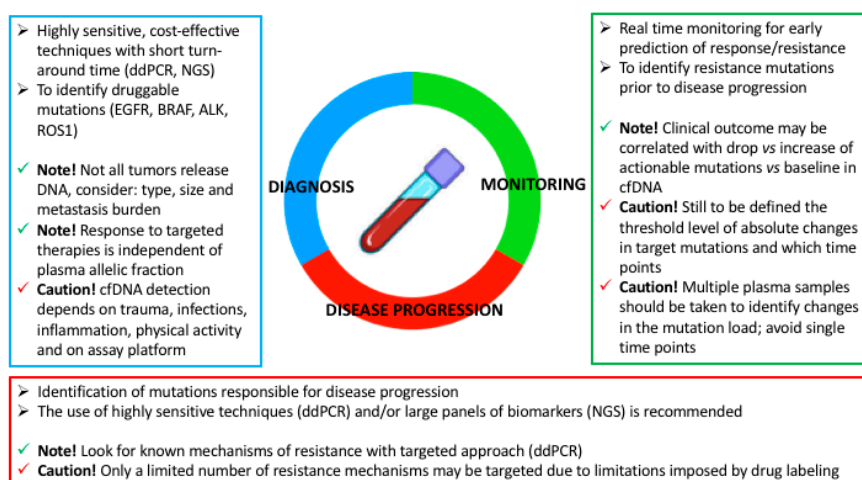 ➤ Highly sensitive, cost-effective
techniques with short turn-
around time (ddPCR, NGS)
➤ To identify druggable
mutations (EGFR, BRAF, ALK,
ROS1)
✓ Note! Not all tumors release
DNA, consider: type, size and
metastasis burden
✓ Note! Response to targeted
therapies is independent of
plasma allelic fraction
✓ Caution! cfDNA detection
depends on trauma, infections,
inflammation, physical activity
and on assay platform
DIAGNOSIS
MONITORING
DISEASE PROGRESSION
➤ Real time monitoring for early
prediction of response/resistance
➤ To identify resistance mutations
prior to disease progression
✓ Note! Clinical outcome may be
correlated with drop vs increase of
actionable mutations vs baseline in
cfDNA
✓ Caution! Still to be defined the
threshold level of absolute changes
in target mutations and which time
points
✓ Caution! Multiple plasma samples
should be taken to identify changes
in the mutation load; avoid single
time points
➤ Identification of mutations responsible for disease progression
➤ The use of highly sensitive techniques (ddPCR) and/or large panels of biomarkers (NGS) is recommended
✓ Note! Look for known mechanisms of resistance with targeted approach (ddPCR)
✓ Caution! Only a limited number of resistance mechanisms may be targeted due to limitations imposed by drug labeling